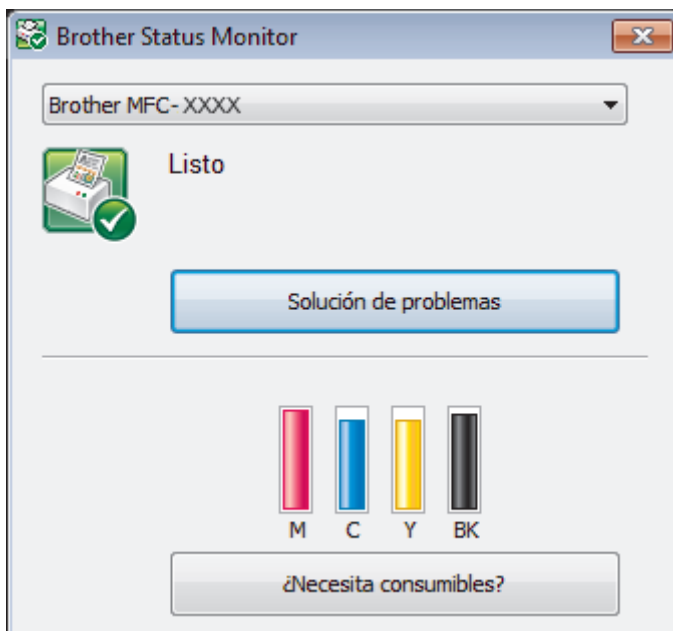 Brother Status Monitor
Brother MFC- XXXX
Listo
Solución de problemas
M C Y BK
¿Necesita consumibles?